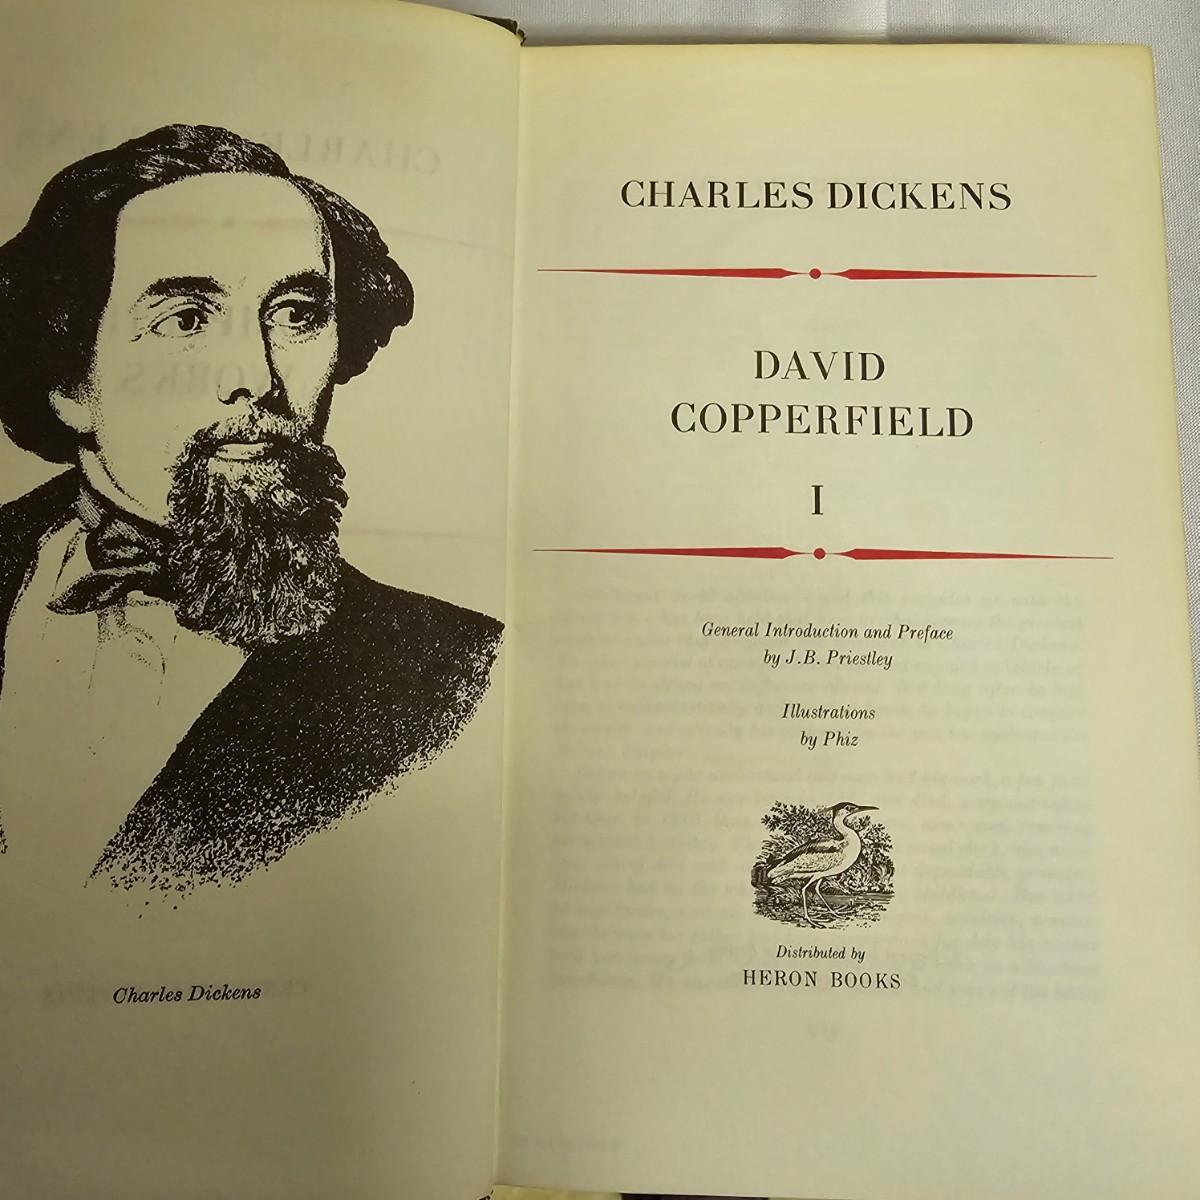 Charles Dickens
CHARLES DICKENS
DAVID
COPPERFIELD
I
General Introduction and Preface
by J.B. Priestley
Illustrations
by Phiz
Distributed by
HERON BOOKS